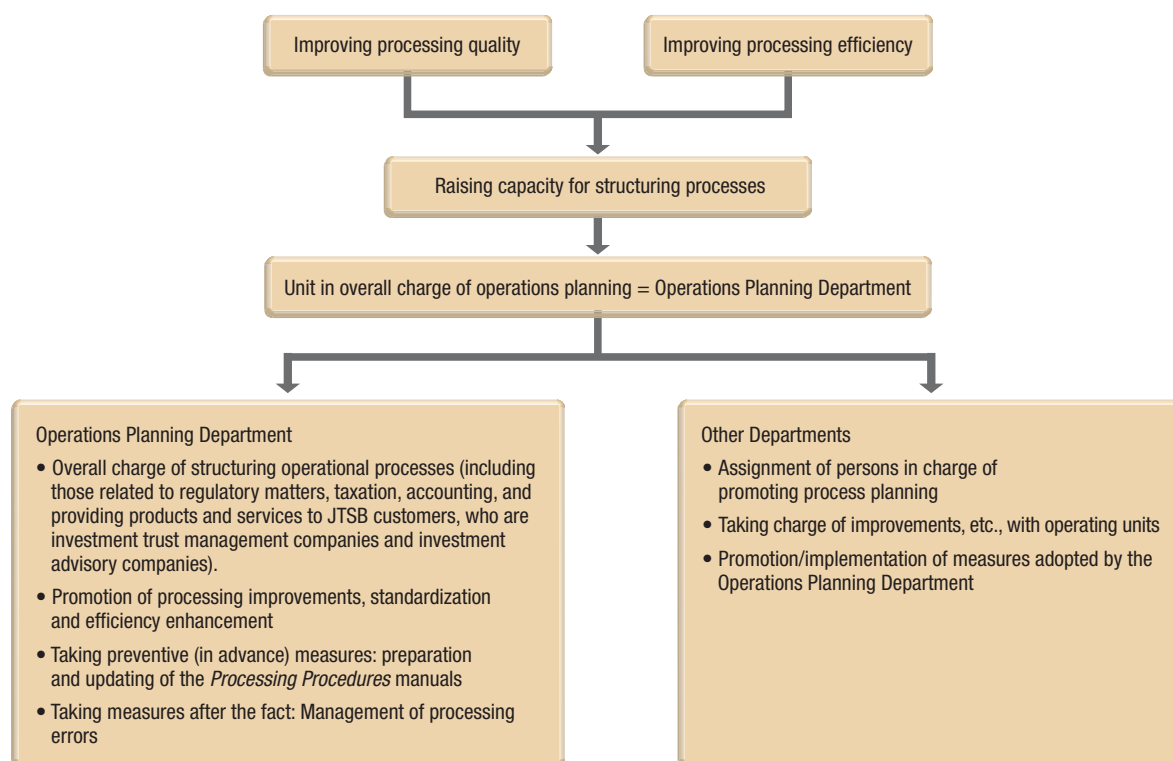 Improving processing quality
Improving processing efficiency
Raising capacity for structuring processes
Unit in overall charge of operations planning = Operations Planning Department
Operations Planning Department
• Overall charge of structuring operational processes (including
those related to regulatory matters, taxation, accounting, and
providing products and services to JTSB customers, who are
investment trust management companies and investment
advisory companies).
• Promotion of processing improvements, standardization
and efficiency enhancement
• Taking preventive (in advance) measures: preparation
and updating of the Processing Procedures manuals
• Taking measures after the fact: Management of processing
errors
Other Departments
• Assignment of persons in charge of
promoting process planning
• Taking charge of improvements, etc., with operating units
• Promotion/implementation of measures adopted by the
Operations Planning Department